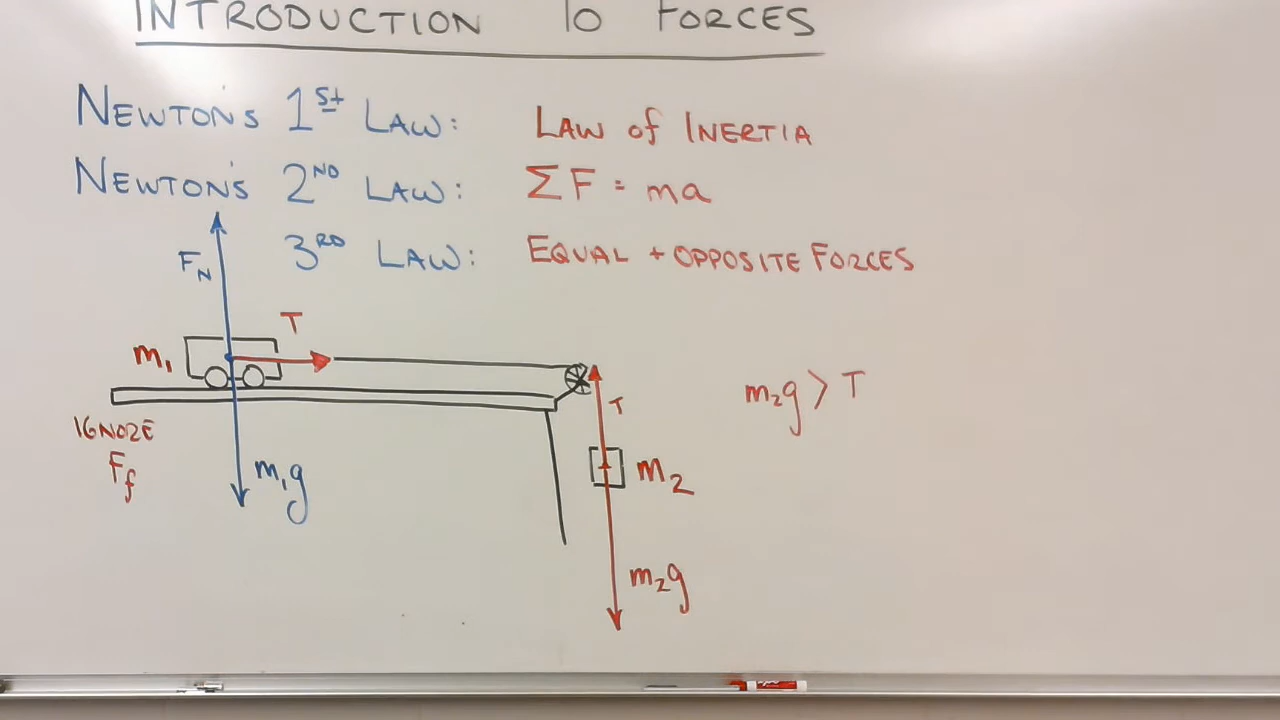 INTRODUCTION TO FORCES
NEWTON'S 1ST LAW: LAW OF INERTIA
NEWTON'S 2ND LAW: ΣF = ma
3RD LAW: EQUAL + OPPOSITE FORCES
FN
T
m1
m2g > T
T
IGNORE
Ff
m1g
m2
m2g